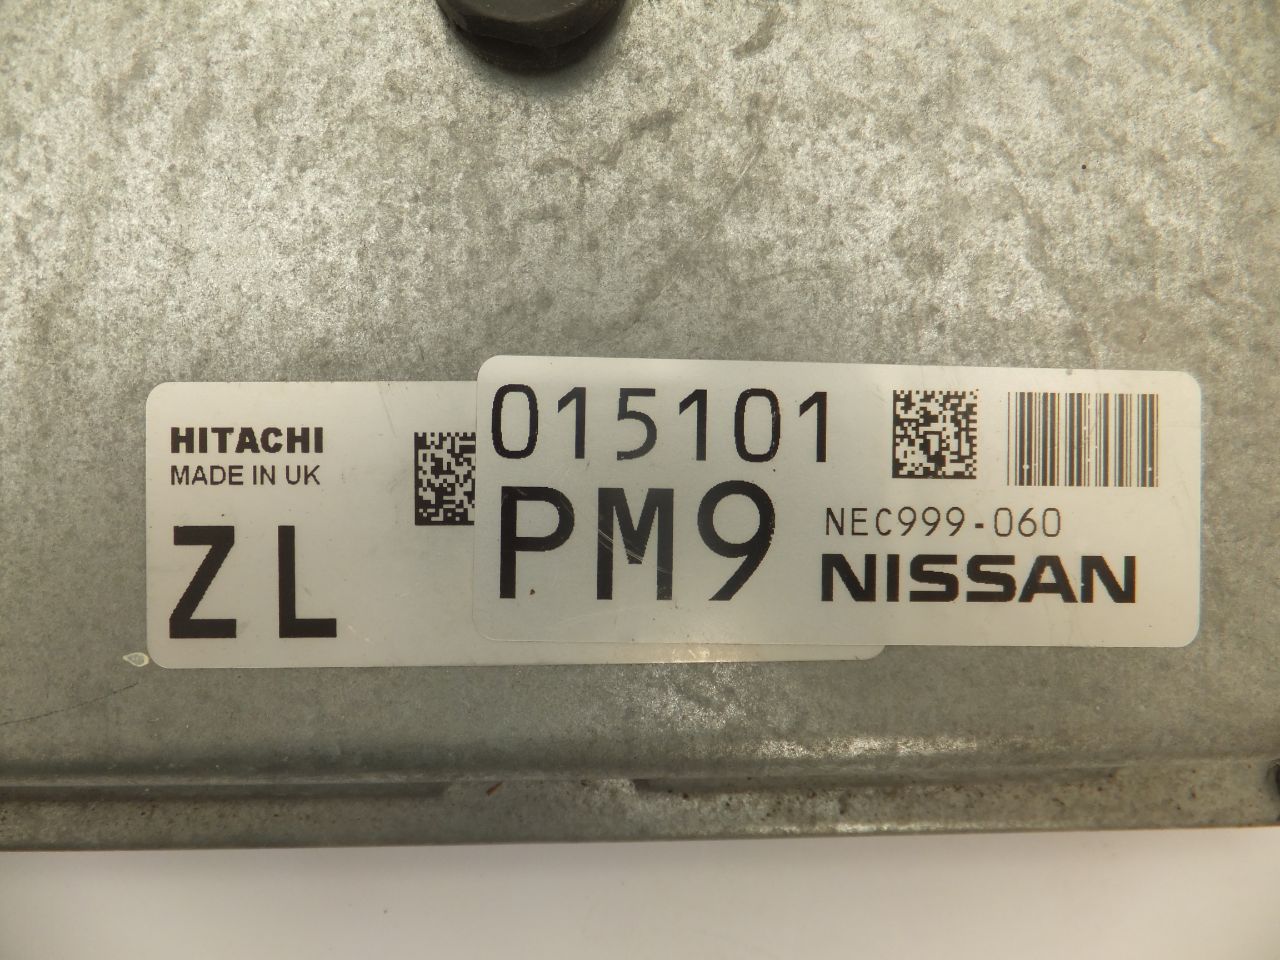 HITACHI
MADE IN UK
ZL
015101
PM9
NEC999-060
NISSAN